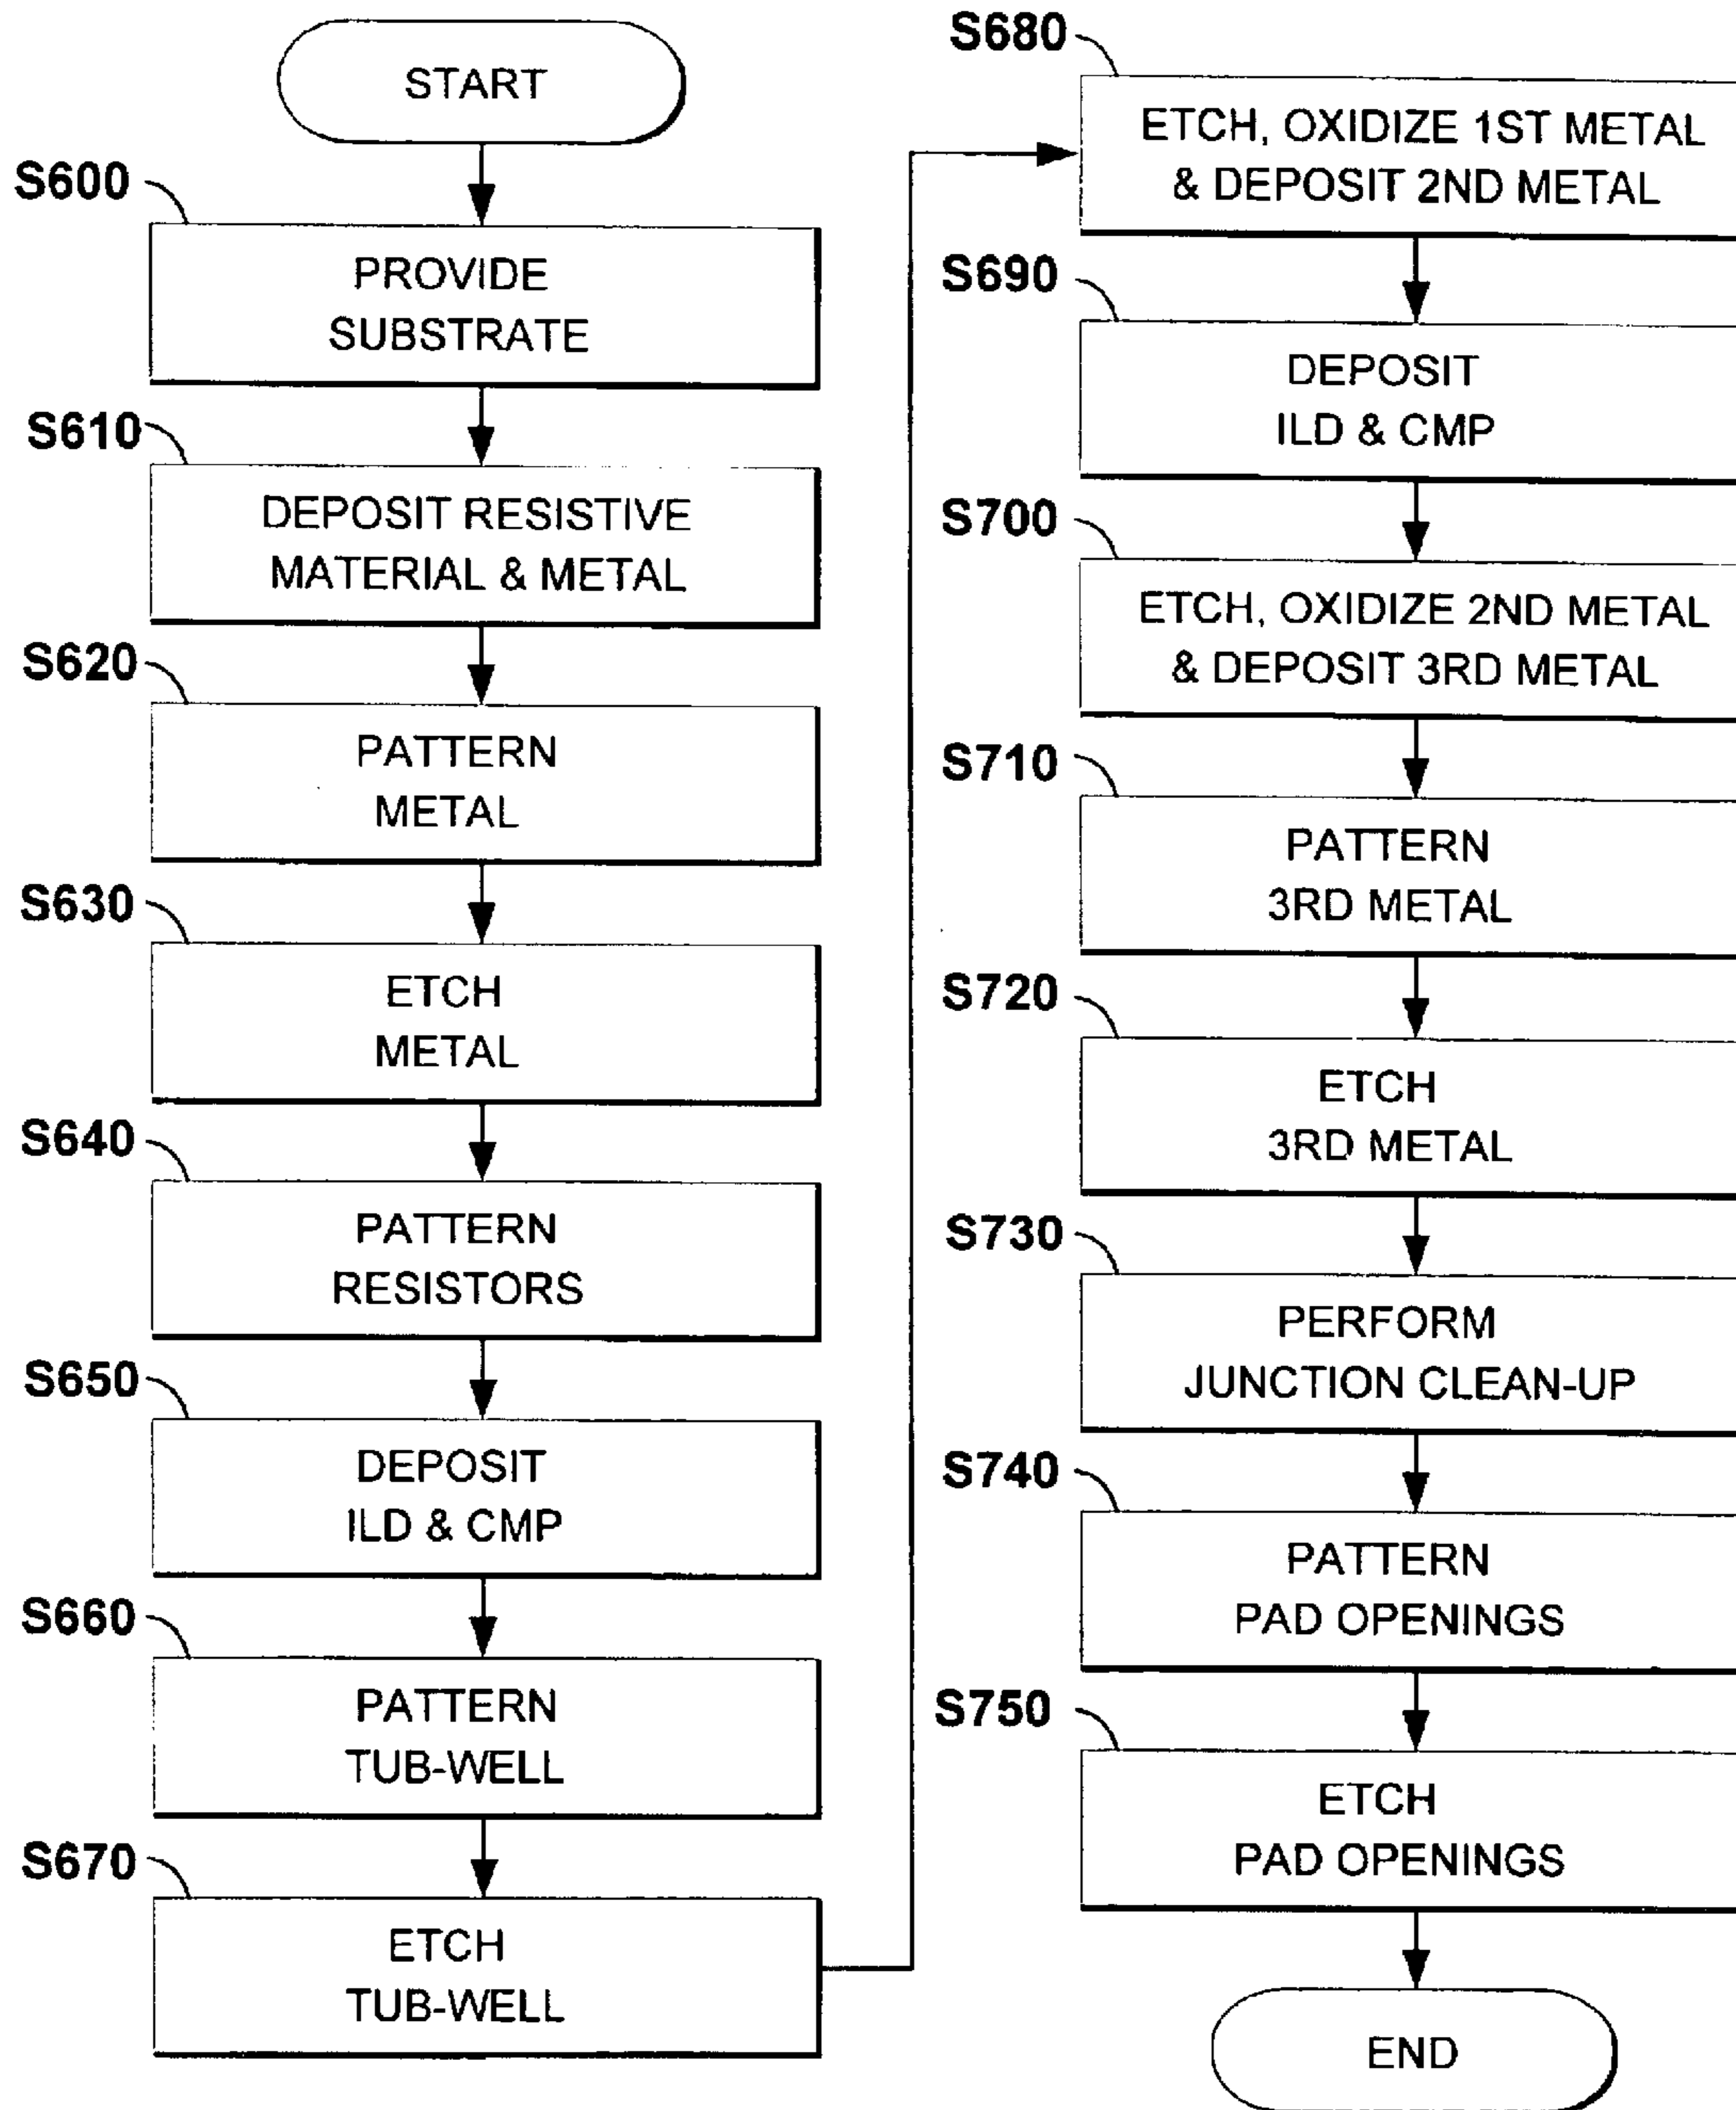 START
S600
PROVIDE
SUBSTRATE
S610
DEPOSIT RESISTIVE
MATERIAL & METAL
S620
PATTERN
METAL
S630
ETCH
METAL
S640
PATTERN
RESISTORS
S650
DEPOSIT
ILD & CMP
S660
PATTERN
TUB-WELL
S670
ETCH
TUB-WELL
S680
ETCH, OXIDIZE 1ST METAL
& DEPOSIT 2ND METAL
S690
DEPOSIT
ILD & CMP
S700
ETCH, OXIDIZE 2ND METAL
& DEPOSIT 3RD METAL
S710
PATTERN
3RD METAL
S720
ETCH
3RD METAL
S730
PERFORM
JUNCTION CLEAN-UP
S740
PATTERN
PAD OPENINGS
S750
ETCH
PAD OPENINGS
END